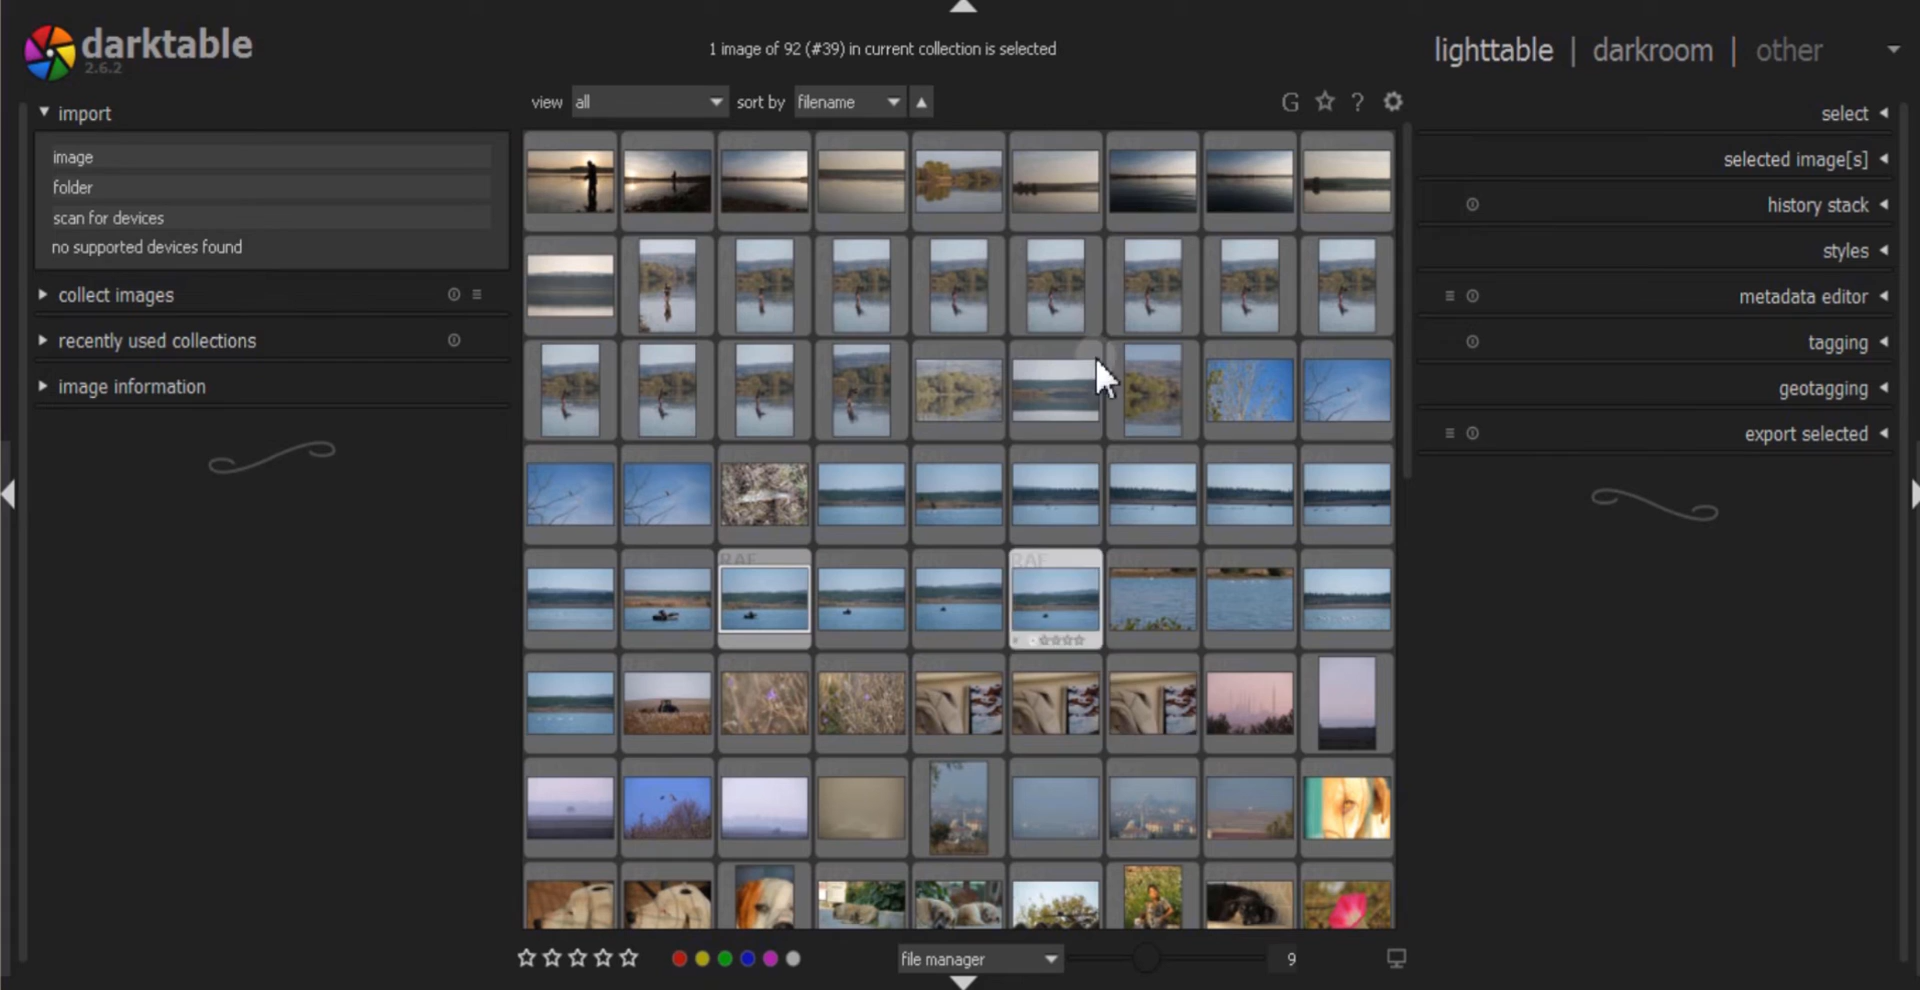 darktable
2.6.2
1 image of 92 (#39) in current collection is selected
lighttable | darkroom | other
import
image
folder
scan for devices
no supported devices found
collect images
recently used collections
image information
view all sort by filename
G ?
RAF
RAF
file manager
9
select
selected image[s]
history stack
styles
metadata editor
tagging
geotagging
export selected